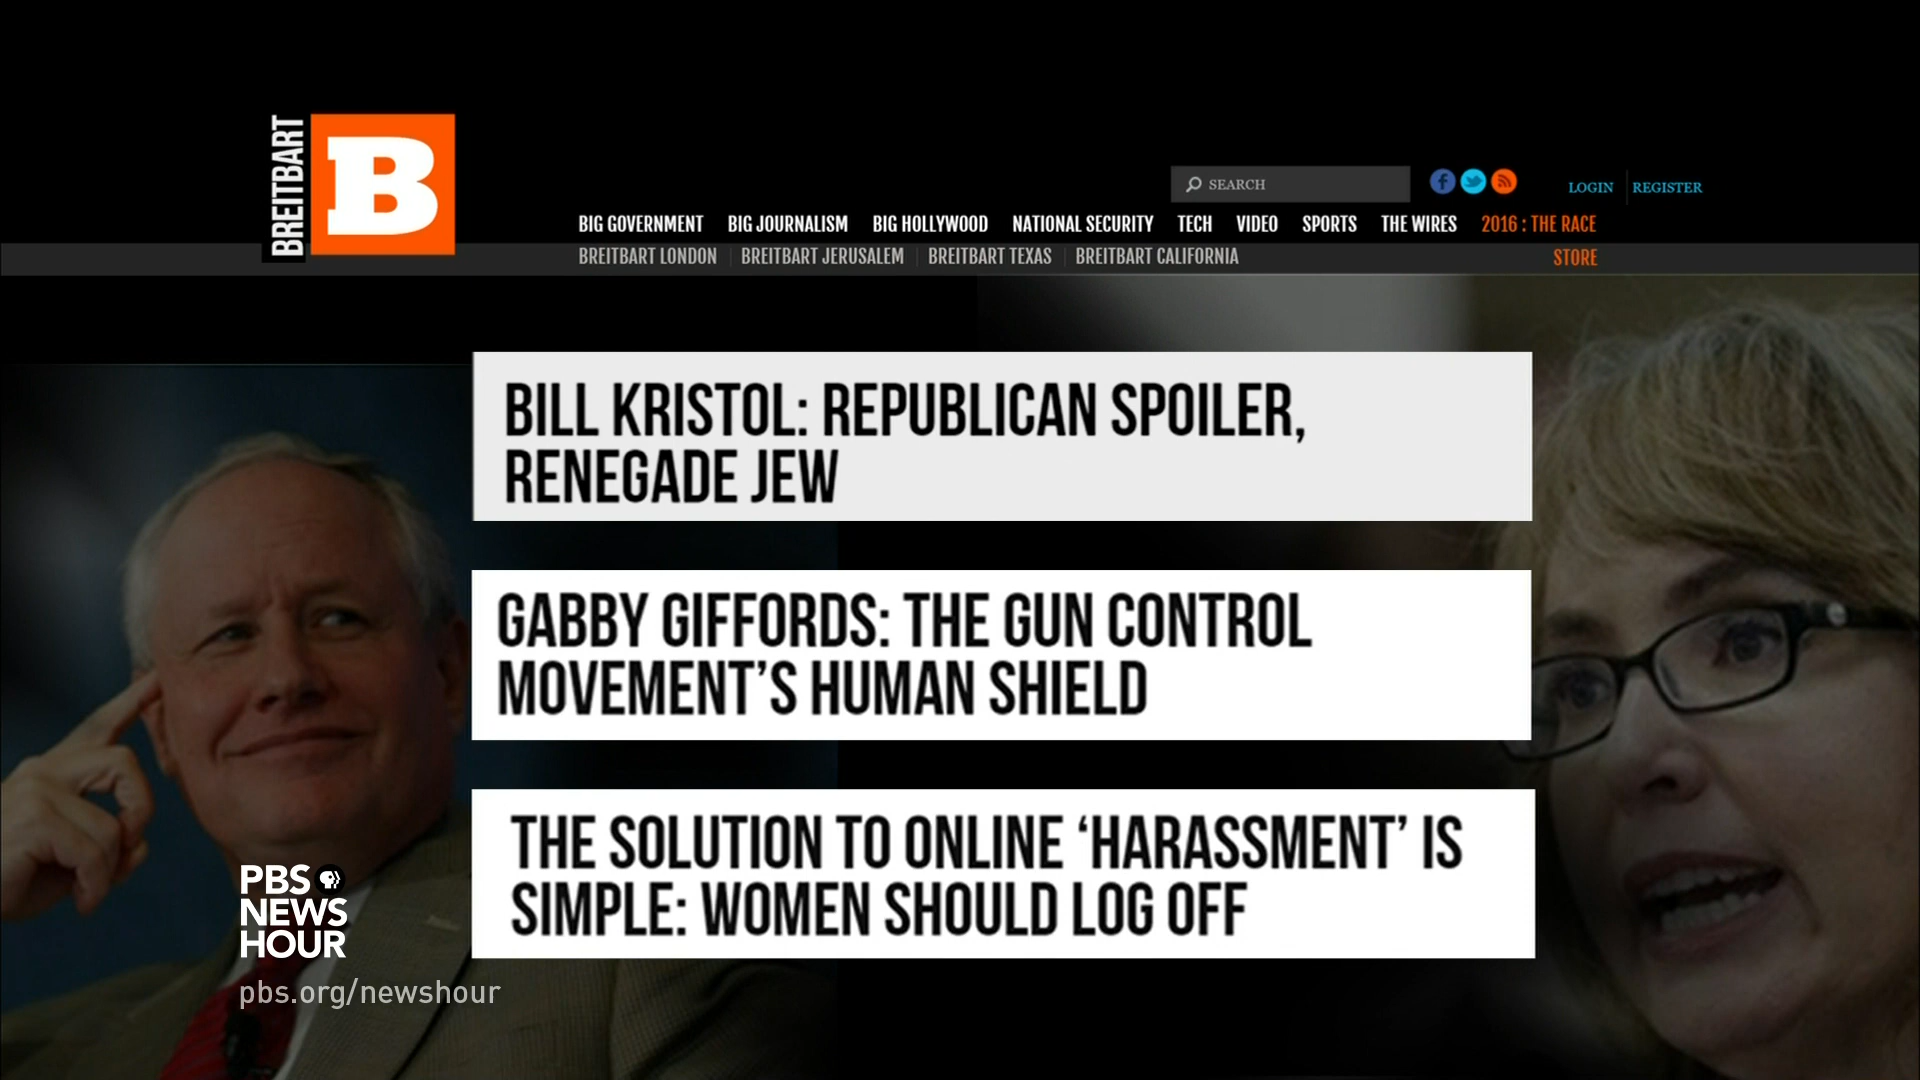 BREITBART
B
SEARCH
LOGIN
REGISTER
BIG GOVERNMENT BIG JOURNALISM BIG HOLLYWOOD NATIONAL SECURITY TECH VIDEO SPORTS THE WIRES 2016 : THE RACE
BREITBART LONDON BREITBART JERUSALEM BREITBART TEXAS BREITBART CALIFORNIA STORE
BILL KRISTOL: REPUBLICAN SPOILER,
RENEGADE JEW
GABBY GIFFORDS: THE GUN CONTROL
MOVEMENT’S HUMAN SHIELD
THE SOLUTION TO ONLINE ‘HARASSMENT’ IS
SIMPLE: WOMEN SHOULD LOG OFF
PBS
NEWS
HOUR
pbs.org/newshour